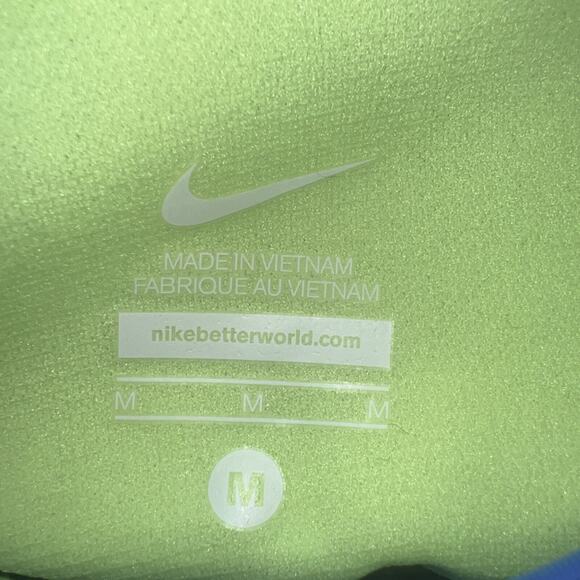 MADE IN VIETNAM
FABRIQUE AU VIETNAM
nikebetterworld.com
M M M
M